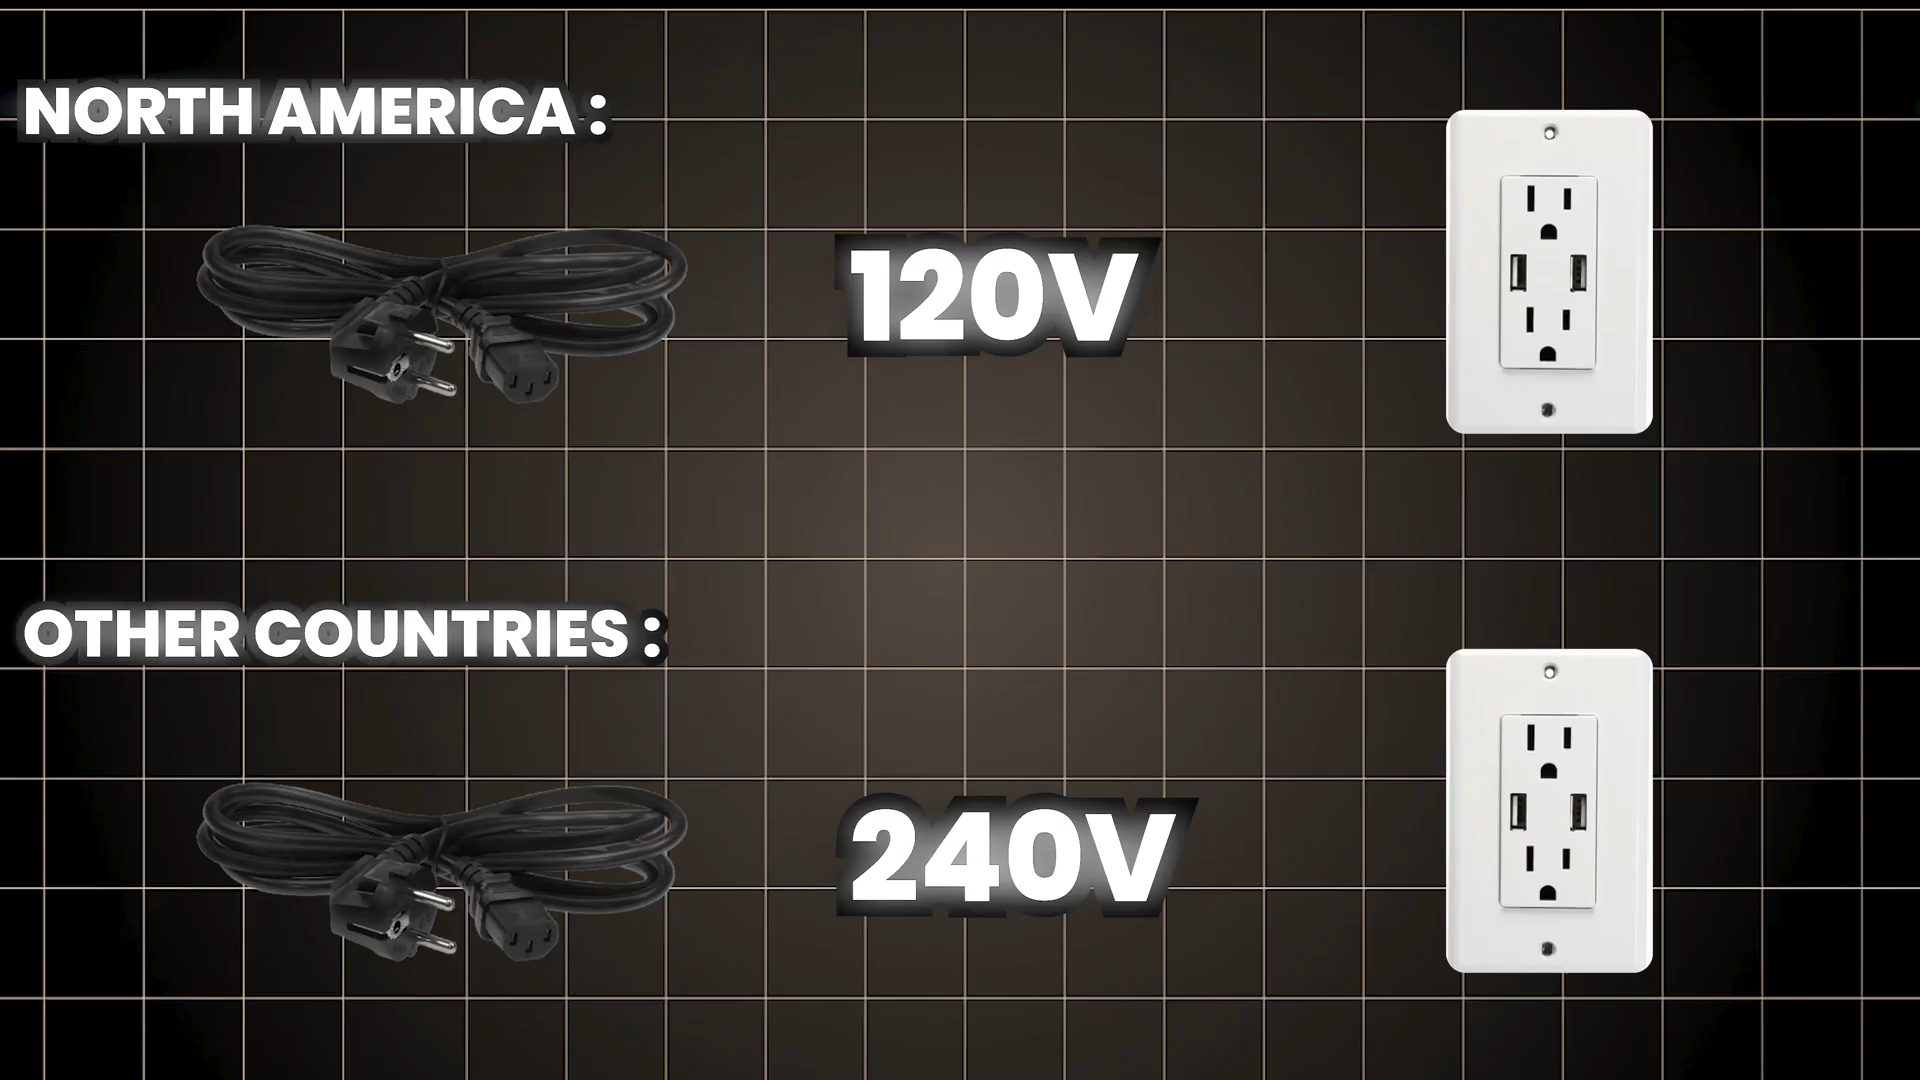 NORTH AMERICA :
120V
OTHER COUNTRIES :
240V